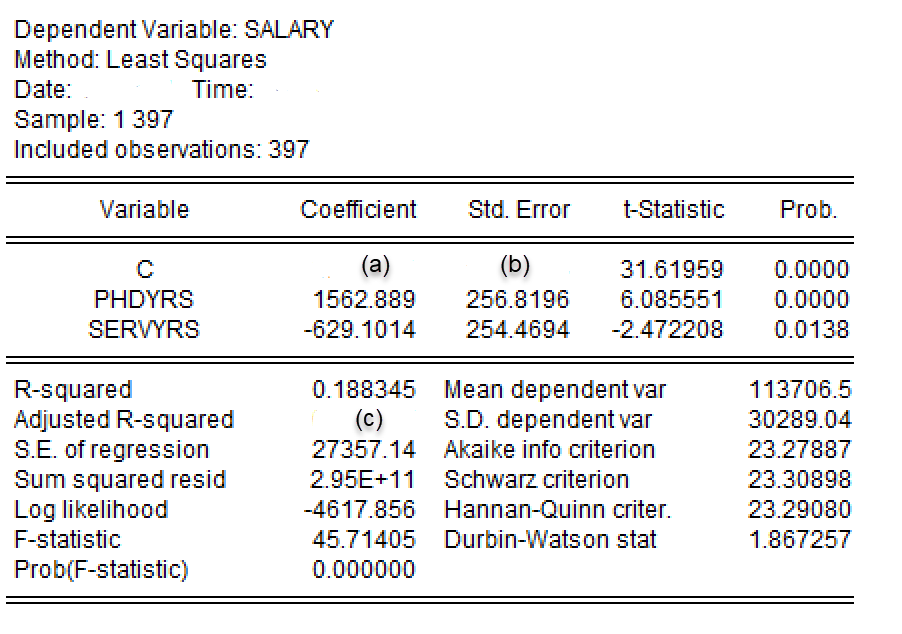 Dependent Variable: SALARY
Method: Least Squares
Date: Time:
Sample: 1 397
Included observations: 397
Variable Coefficient Std. Error t-Statistic Prob.
C (a) (b) 31.61959 0.0000
PHDYRS 1562.889 256.8196 6.085551 0.0000
SERVYRS -629.1014 254.4694 -2.472208 0.0138
R-squared 0.188345 Mean dependent var 113706.5
Adjusted R-squared (c) S.D. dependent var 30289.04
S.E. of regression 27357.14 Akaike info criterion 23.27887
Sum squared resid 2.95E+11 Schwarz criterion 23.30898
Log likelihood -4617.856 Hannan-Quinn criter. 23.29080
F-statistic 45.71405 Durbin-Watson stat 1.867257
Prob(F-statistic) 0.000000